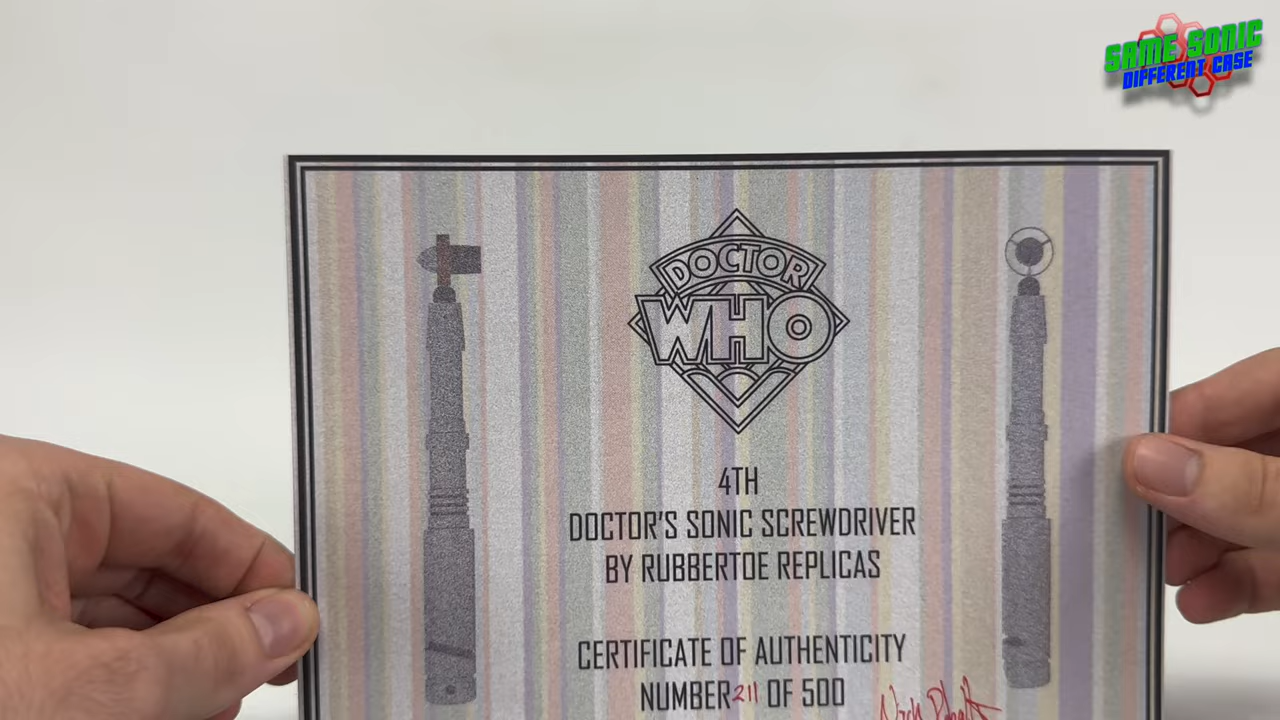 SAME SONIC
DIFFERENT CASE
DOCTOR
WHO
4TH
DOCTOR'S SONIC SCREWDRIVER
BY RUBBERTOE REPLICAS
CERTIFICATE OF AUTHENTICITY
NUMBER 211 OF 500